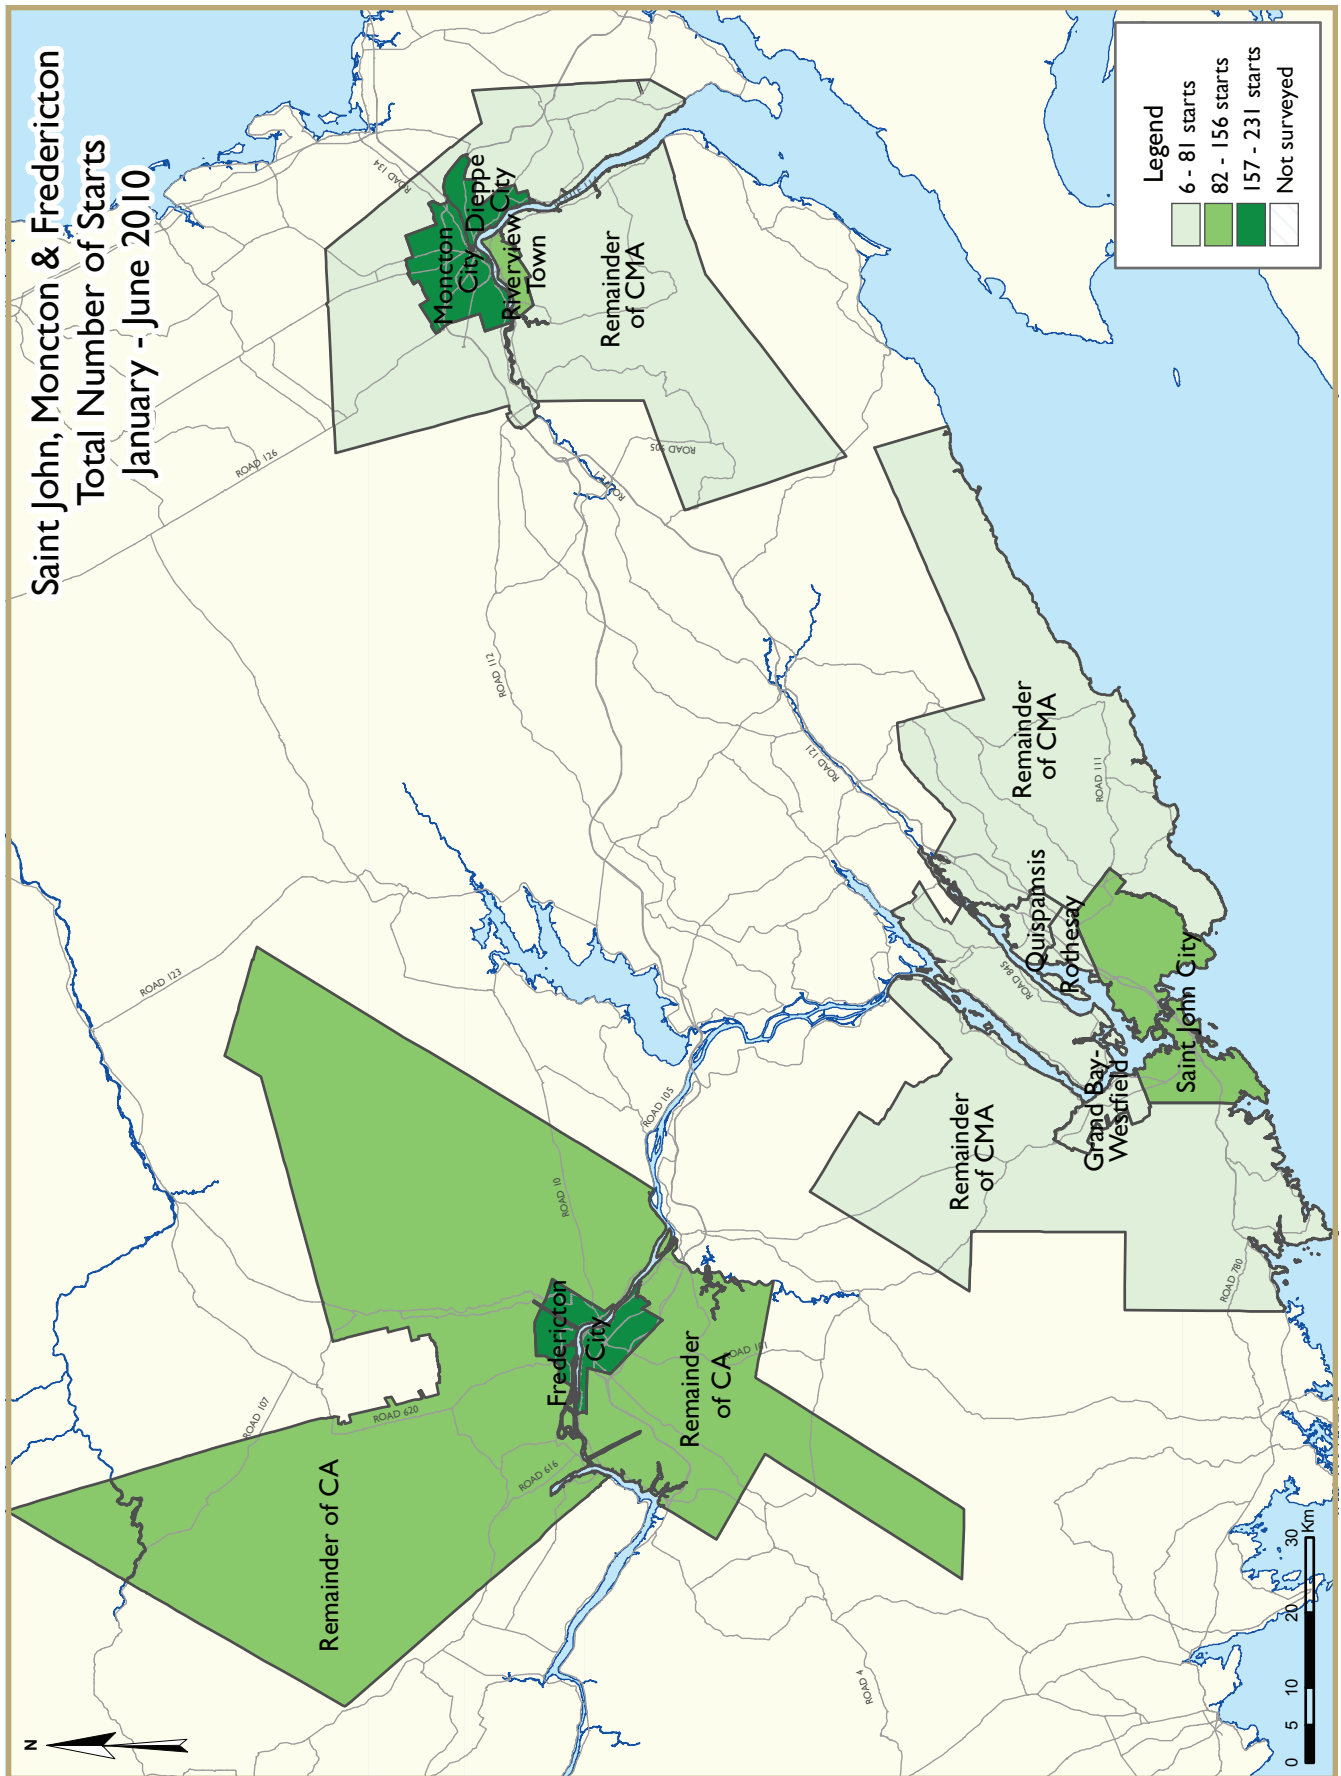 Saint John, Moncton & Fredericton
Total Number of Starts
January - June 2010
N
Remainder of CA
ROAD 107
ROAD 620
ROAD 616
Fredericton
City
Remainder
of CA
ROAD 101
ROAD 10
ROAD 105
ROAD 123
ROAD 126
ROAD 134
ROAD 112
ROAD 121
ROAD 905
Moncton
City
Dieppe
City
Riverview
Town
Remainder
of CMA
Remainder
of CMA
ROAD 111
Quispamsis
Rothesay
ROAD 845
Saint John City
Grand Bay-
Westfield
Remainder
of CMA
ROAD 780
ROAD 4
0 5 10 20 30
Km
Legend
6 - 81 starts
82 - 156 starts
157 - 231 starts
Not surveyed